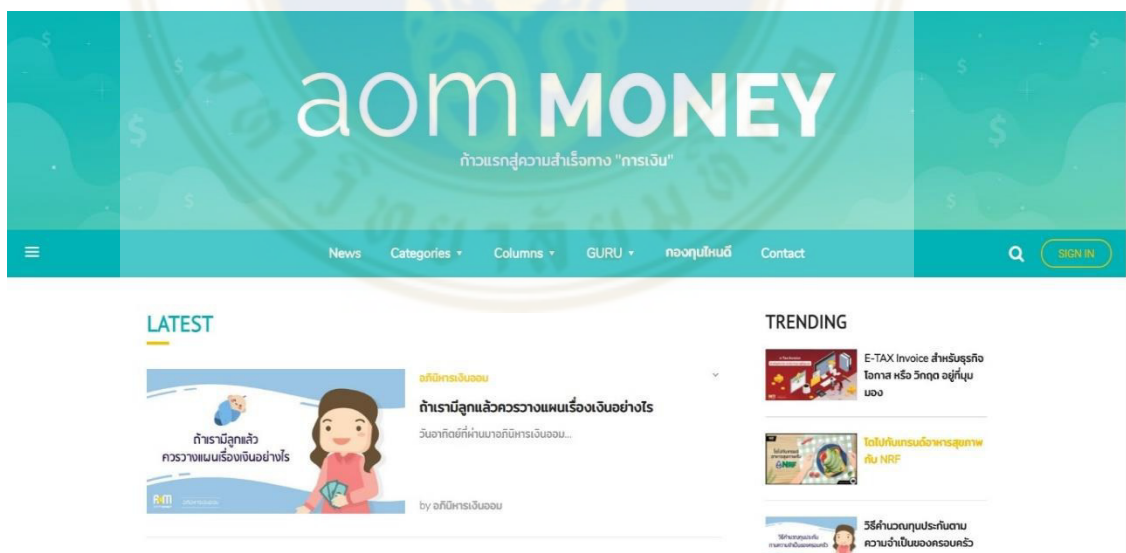 aom MONEY
ก้าวแรกสู่ความสำเร็จทาง "การเงิน"
News Categories Columns GURU กองทุนไหนดี Contact SIGN IN
LATEST
ถ้าเรามีลูกแล้ว
ควรวางแผนเรื่องเงินอย่างไร
อภินิหารเงินออม
ถ้าเรามีลูกแล้วควรวางแผนเรื่องเงินอย่างไร
วันอาทิตย์ที่ผ่านมาอภินิหารเงินออม...
by อภินิหารเงินออม
TRENDING
E-TAX Invoice สำหรับธุรกิจ
โอกาส หรือ วิกฤต อยู่ที่มุม
มอง
โตไปกับเทรนด์อาหารสุขภาพ
กับ NRF
วิธีคำนวณทุนประกันตาม
ความจำเป็นของครอบครัว